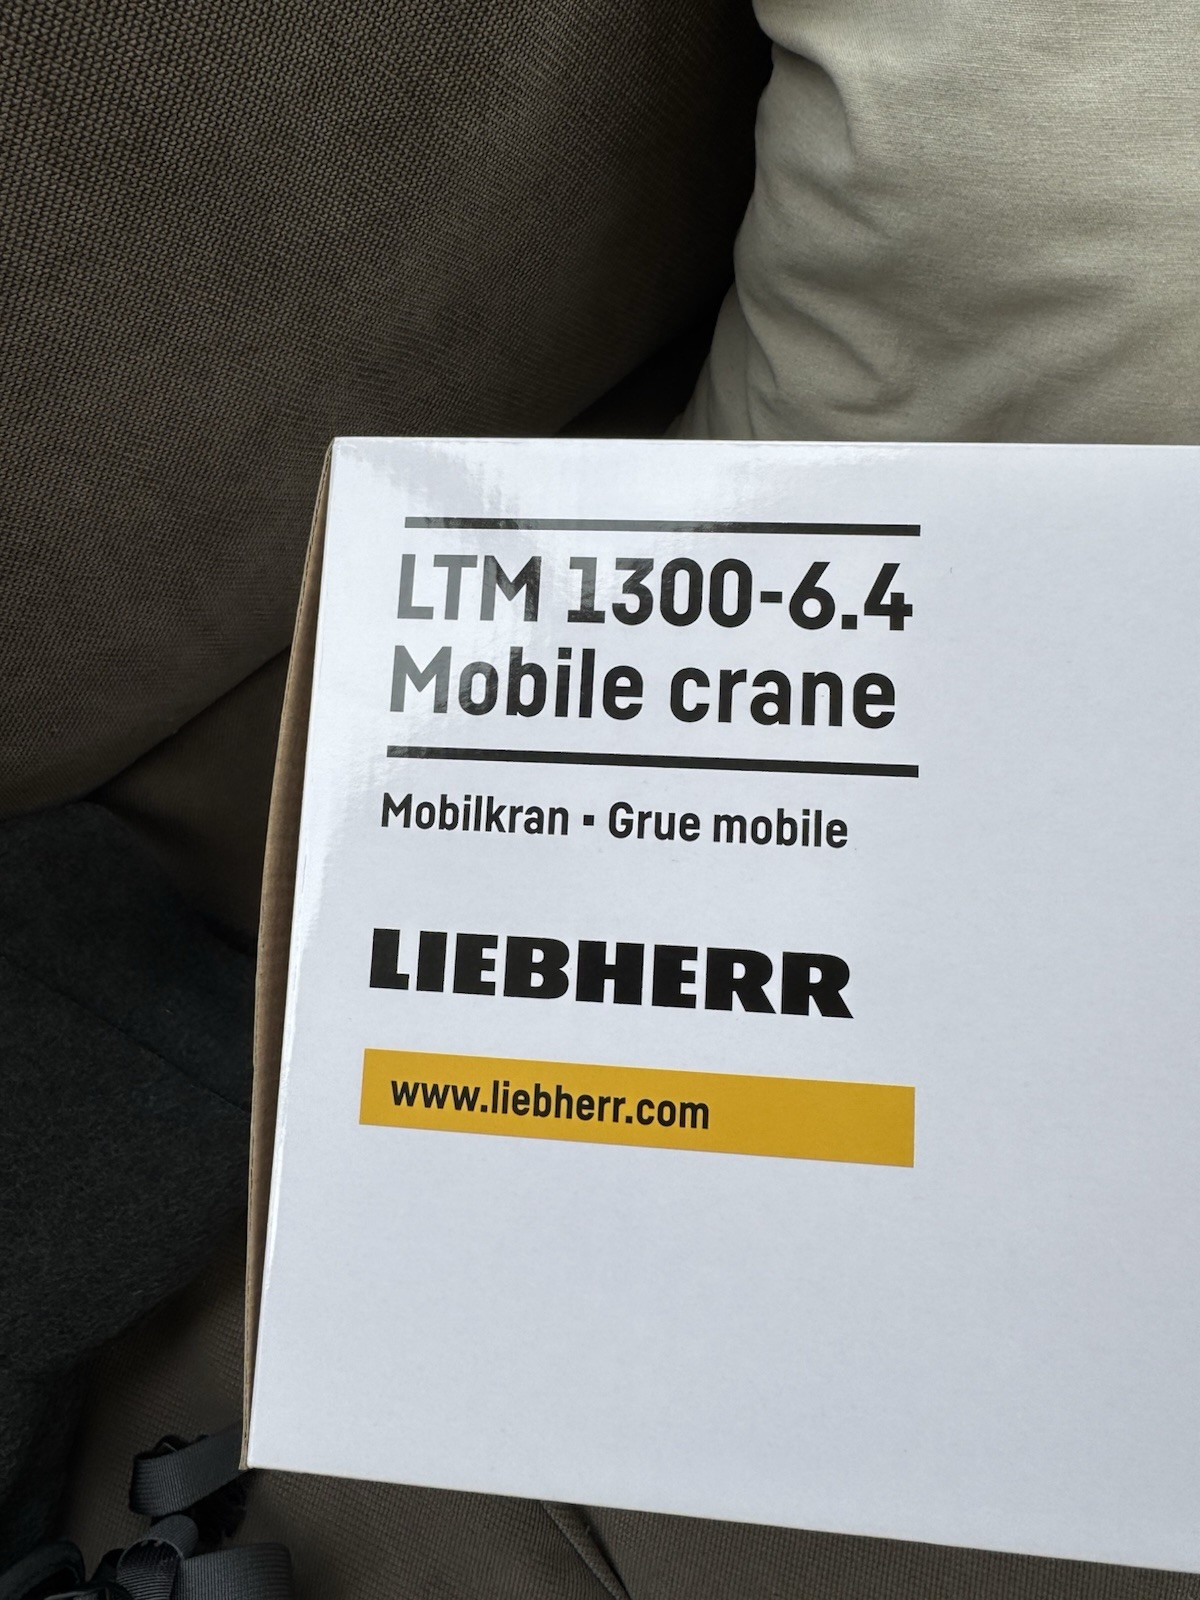 LTM 1300-6.4
Mobile crane
Mobilkran ▪ Grue mobile
LIEBHERR
www.liebherr.com